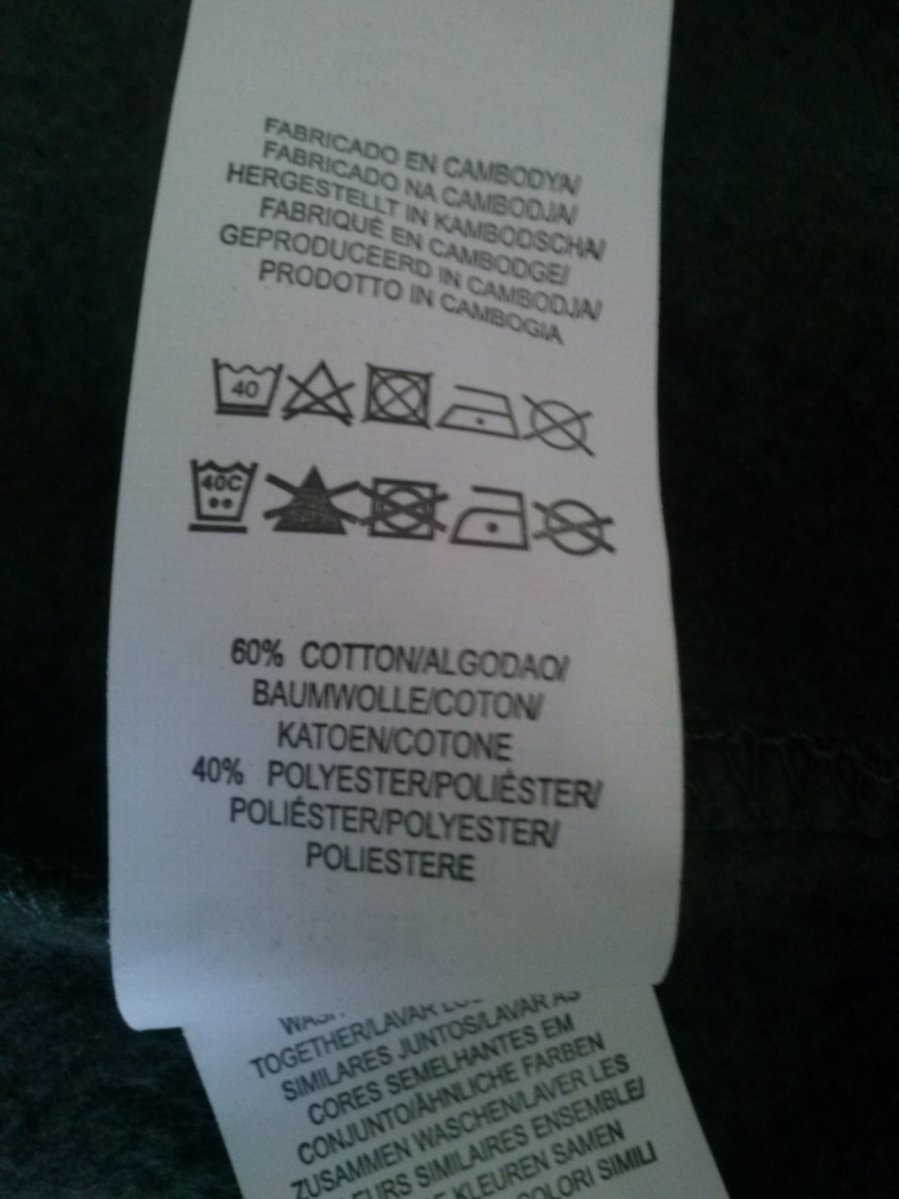 FABRICADO EN CAMBODYA/
FABRICADO NA CAMBODJA/
HERGESTELLT IN KAMBODSCHA/
FABRIQUÉ EN CAMBODGE/
GEPRODUCEERD IN CAMBODJA/
PRODOTTO IN CAMBOGIA
40
40C
60% COTTON/ALGODAO/
BAUMWOLLE/COTON/
KATOEN/COTONE
40% POLYESTER/POLIÉSTER/
POLIÉSTER/POLYESTER/
POLIESTERE
TOGETHER/LAVAR
SIMILARES JUNTOS/LAVAR AS
CORES SEMELHANTES EM
CONJUNTO/ÄHNLICHE FARBEN
ZUSAMMEN WASCHEN/LAVER LES
SIMILAIRES ENSEMBLE/
KLEUREN SAMEN
COLORI SIMILI